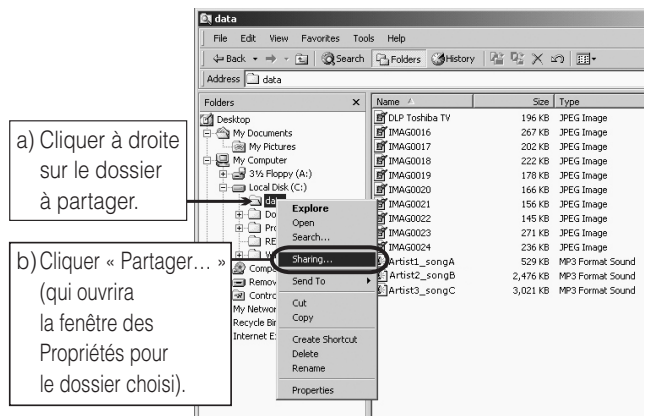 data
File Edit View Favorites Tools Help
Back Search Folders History
Address data
Folders x
Desktop
My Documents
My Pictures
My Computer
3½ Floppy (A:)
Local Disk (C:)
Name Size Type
DLP Toshiba TV 196 KB JPEG Image
IMAG0016 267 KB JPEG Image
IMAG0017 202 KB JPEG Image
IMAG0018 222 KB JPEG Image
IMAG0019 178 KB JPEG Image
IMAG0020 166 KB JPEG Image
IMAG0021 156 KB JPEG Image
IMAG0022 145 KB JPEG Image
IMAG0023 271 KB JPEG Image
IMAG0024 236 KB JPEG Image
Artist1_songA 529 KB MP3 Format Sound
Artist2_songB 2,476 KB MP3 Format Sound
Artist3_songC 3,021 KB MP3 Format Sound
Explore
Open
Search...
Sharing...
Send To
Cut
Copy
Create Shortcut
Delete
Rename
Properties
a) Cliquer à droite
sur le dossier
à partager.
b) Cliquer « Partager… »
(qui ouvrira
la fenêtre des
Propriétés pour
le dossier choisi).